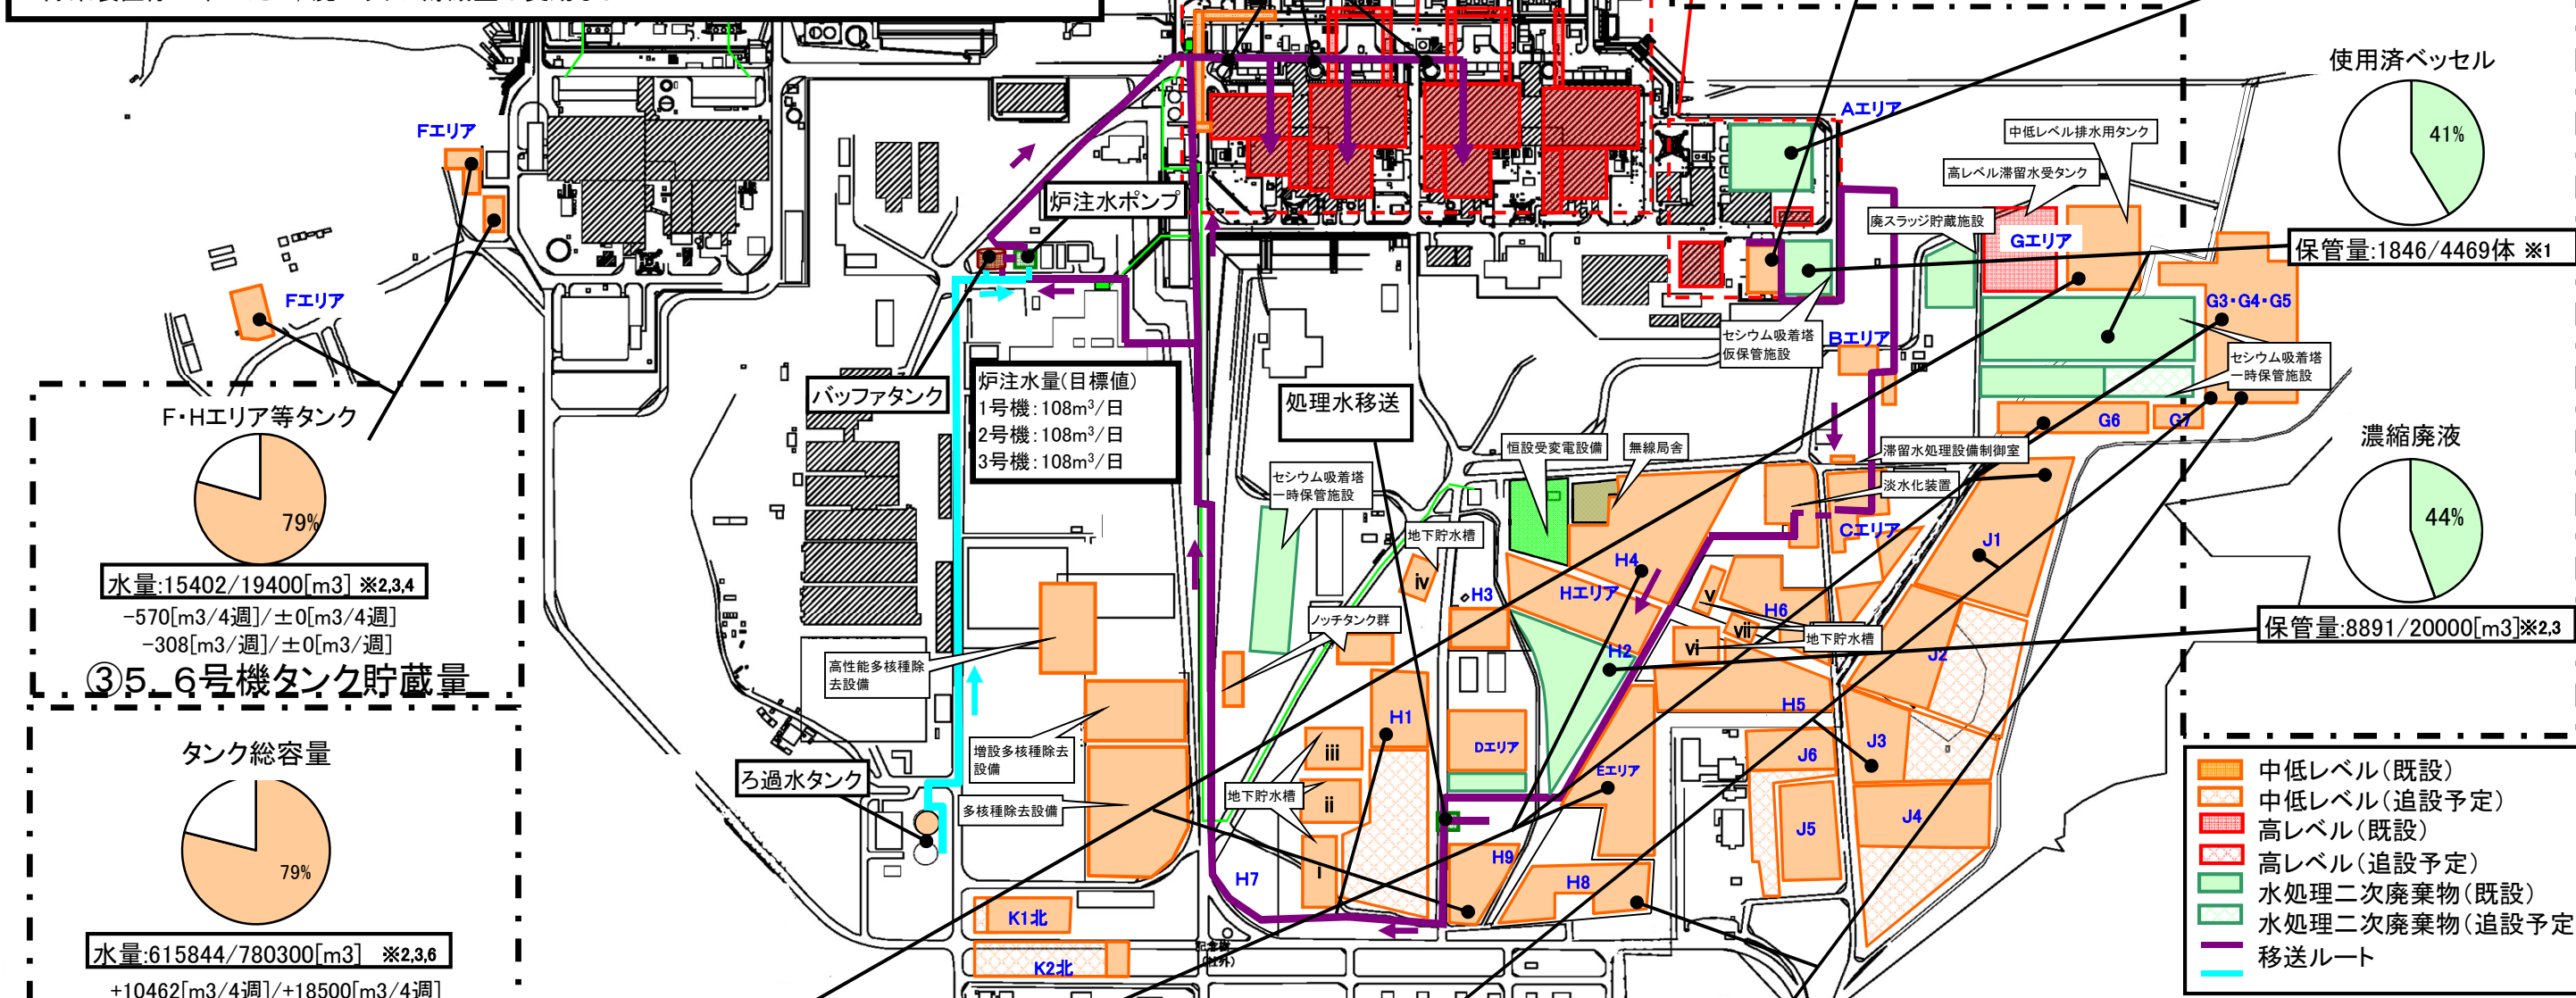 使用済ベッセル
41%
保管量:1846/4469体 ※1
Aエリア
中低レベル排水用タンク
高レベル滞留水受タンク
廃スラッジ貯蔵施設
Gエリア
G3・G4・G5
Fエリア
Fエリア
炉注水ポンプ
セシウム吸着塔
仮保管施設
Bエリア
セシウム吸着塔
一時保管施設
G6
G7
バッファタンク
炉注水量(目標値)
1号機:108m³/日
2号機:108m³/日
3号機:108m³/日
処理水移送
F・Hエリア等タンク
79%
水量:15402/19400[m3] ※2,3,4
-570[m3/4週]/±0[m3/4週]
-308[m3/週]/±0[m3/週]
③5．6号機タンク貯蔵量
恒設受変電設備
無線局舎
滞留水処理設備制御室
淡水化装置
Cエリア
セシウム吸着塔
一時保管施設
地下貯水槽
濃縮廃液
44%
保管量:8891/20000[m3]※2,3
iv
H3
H4
Hエリア
v
H6
J1
ノッチタンク群
H2
vi
vii
地下貯水槽
J2
高性能多核種除
去設備
増設多核種除去
設備
多核種除去設備
H1
H5
Dエリア
Eエリア
iii
ii
i
地下貯水槽
J6
J3
J5
J4
ろ過水タンク
H7
H9
H8
K1北
K2北
タンク総容量
79%
水量:615844/780300[m3] ※2,3,6
+10462[m3/4週]/+18500[m3/4週]
中低レベル(既設)
中低レベル(追設予定)
高レベル(既設)
高レベル(追設予定)
水処理二次廃棄物(既設)
水処理二次廃棄物(追設予定
移送ルート